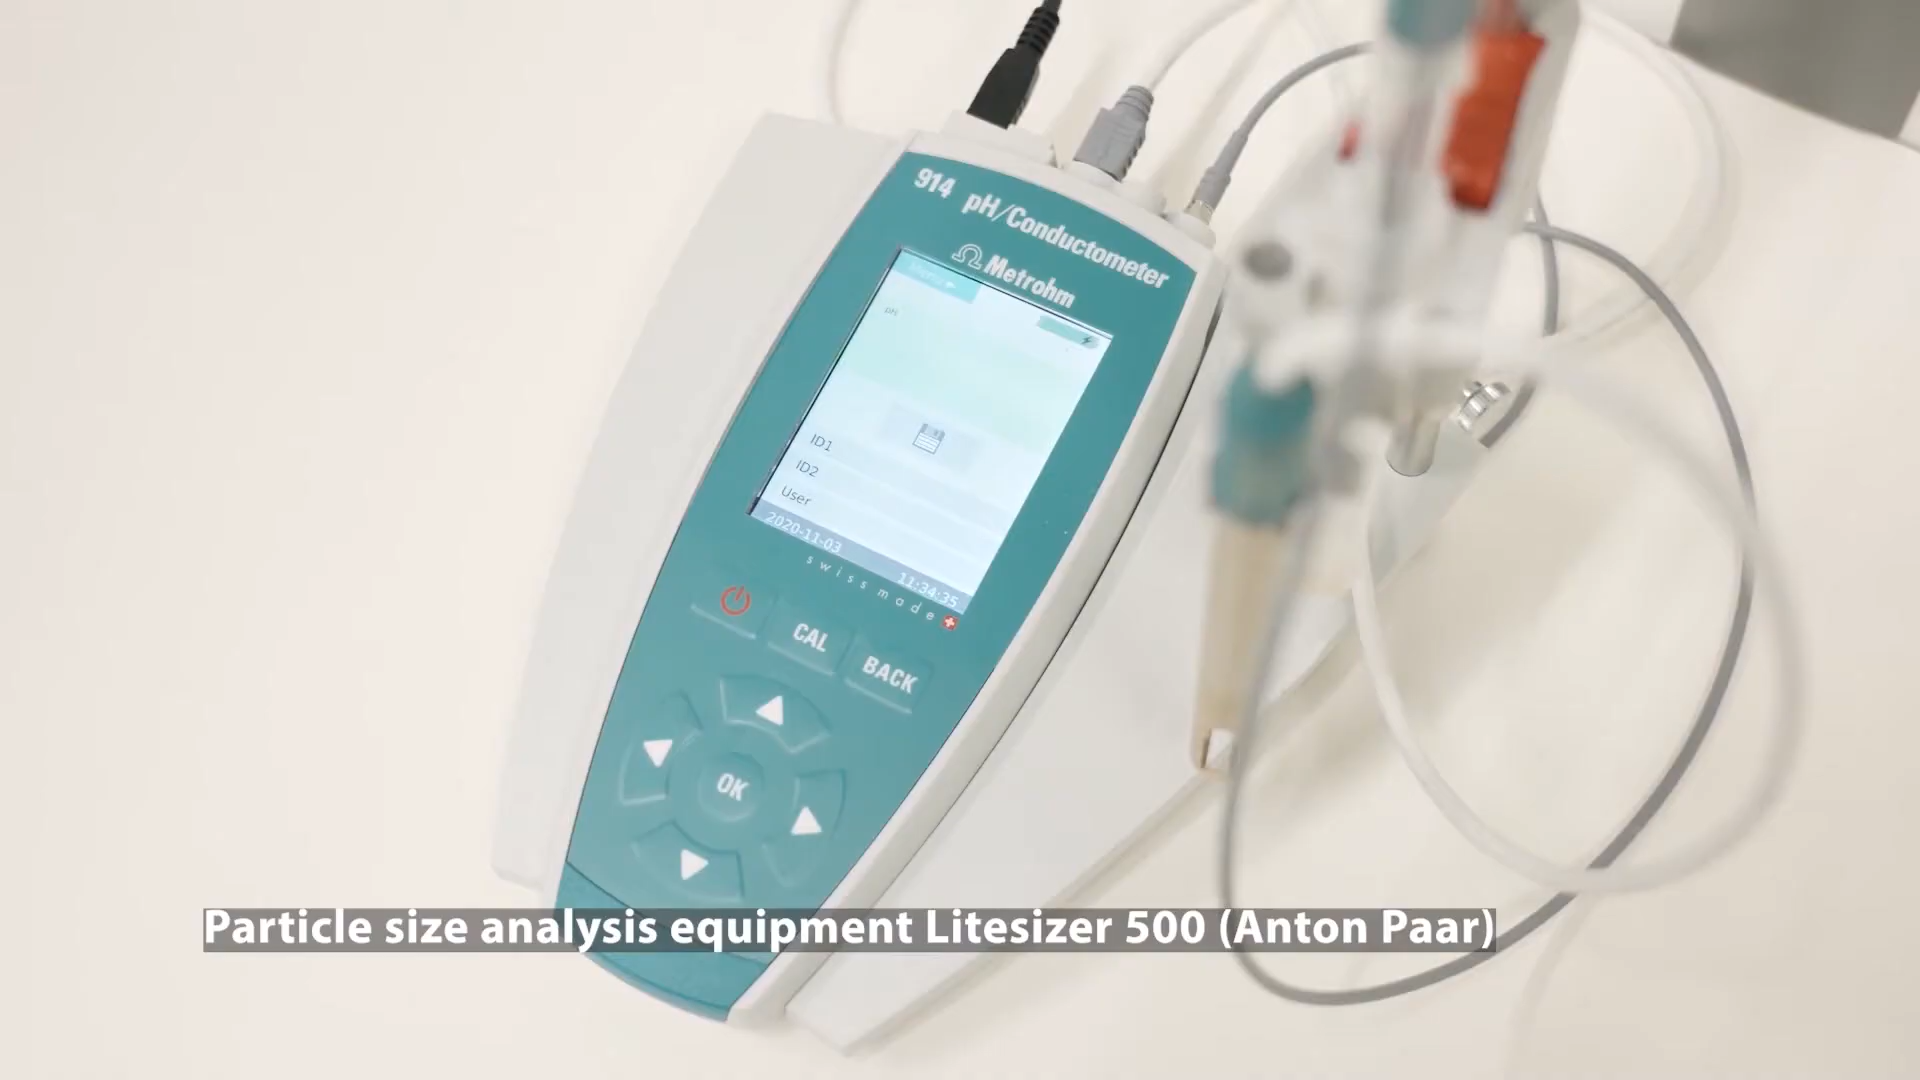 914 pH/Conductometer
Metrohm
pH
ID1
ID2
User
2020-11-03
11:34:35
swiss made
CAL
BACK
OK
Particle size analysis equipment Litesizer 500 (Anton Paar)